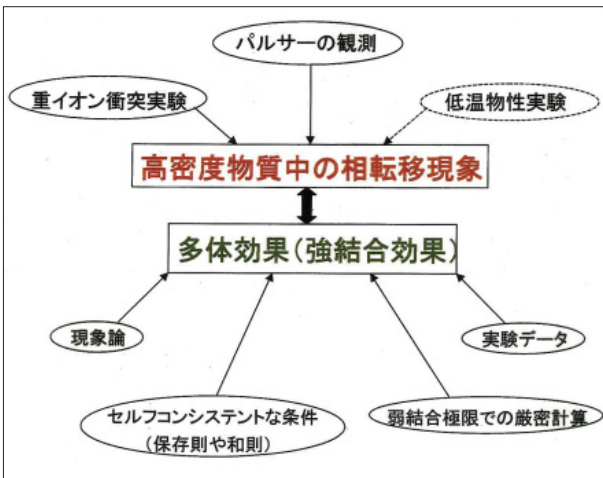 パルサーの観測
重イオン衝突実験
低温物性実験
高密度物質中の相転移現象
多体効果(強結合効果)
現象論
実験データ
セルフコンシステントな条件
(保存則や和則)
弱結合極限での厳密計算